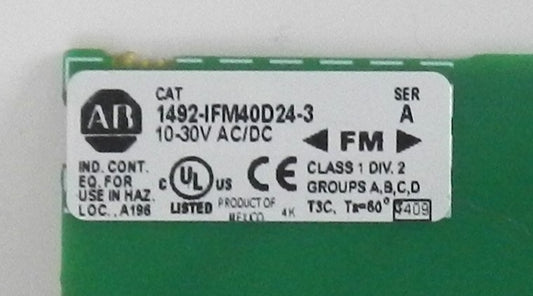 AB
CAT
1492-IFM40D24-3
10-30V AC/DC
SER
A
FM
IND. CONT.
EQ. FOR
USE IN HAZ.
LOC., A196
C UL US
LISTED
CE
PRODUCT OF
MEXICO 4K
CLASS 1 DIV. 2
GROUPS A,B,C,D
T3C, Ta=60°